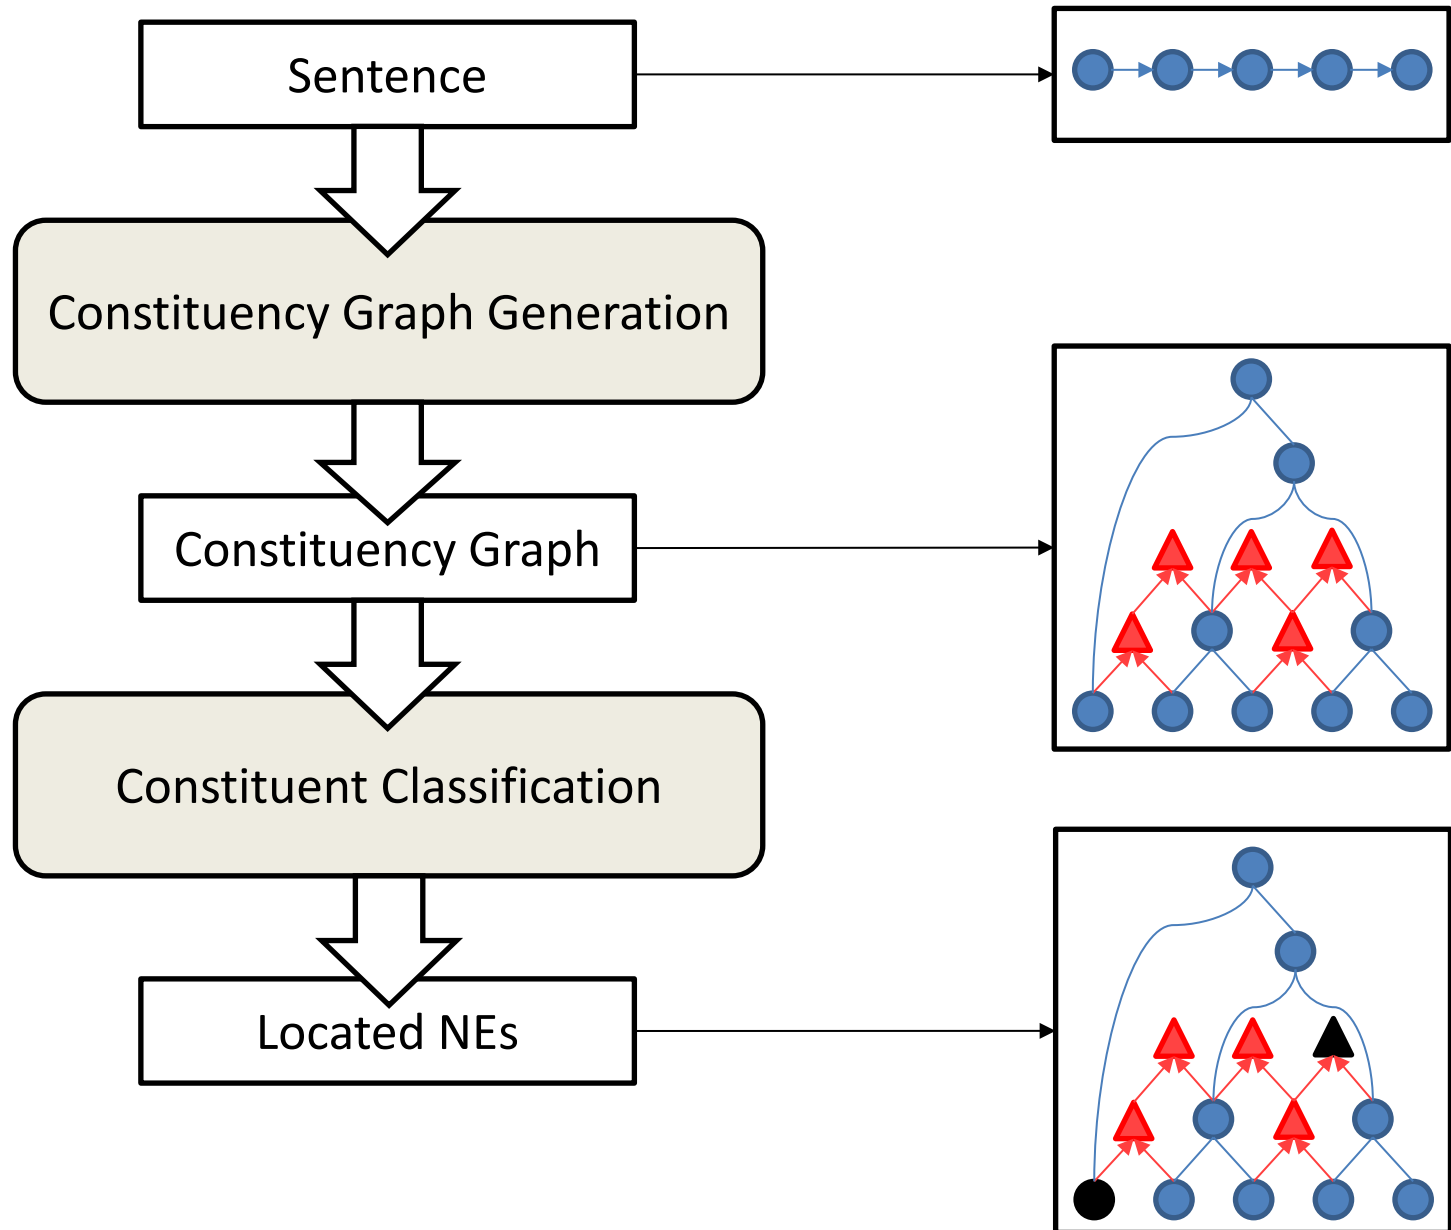 Sentence
Constituency Graph Generation
Constituency Graph
Constituent Classification
Located NEs